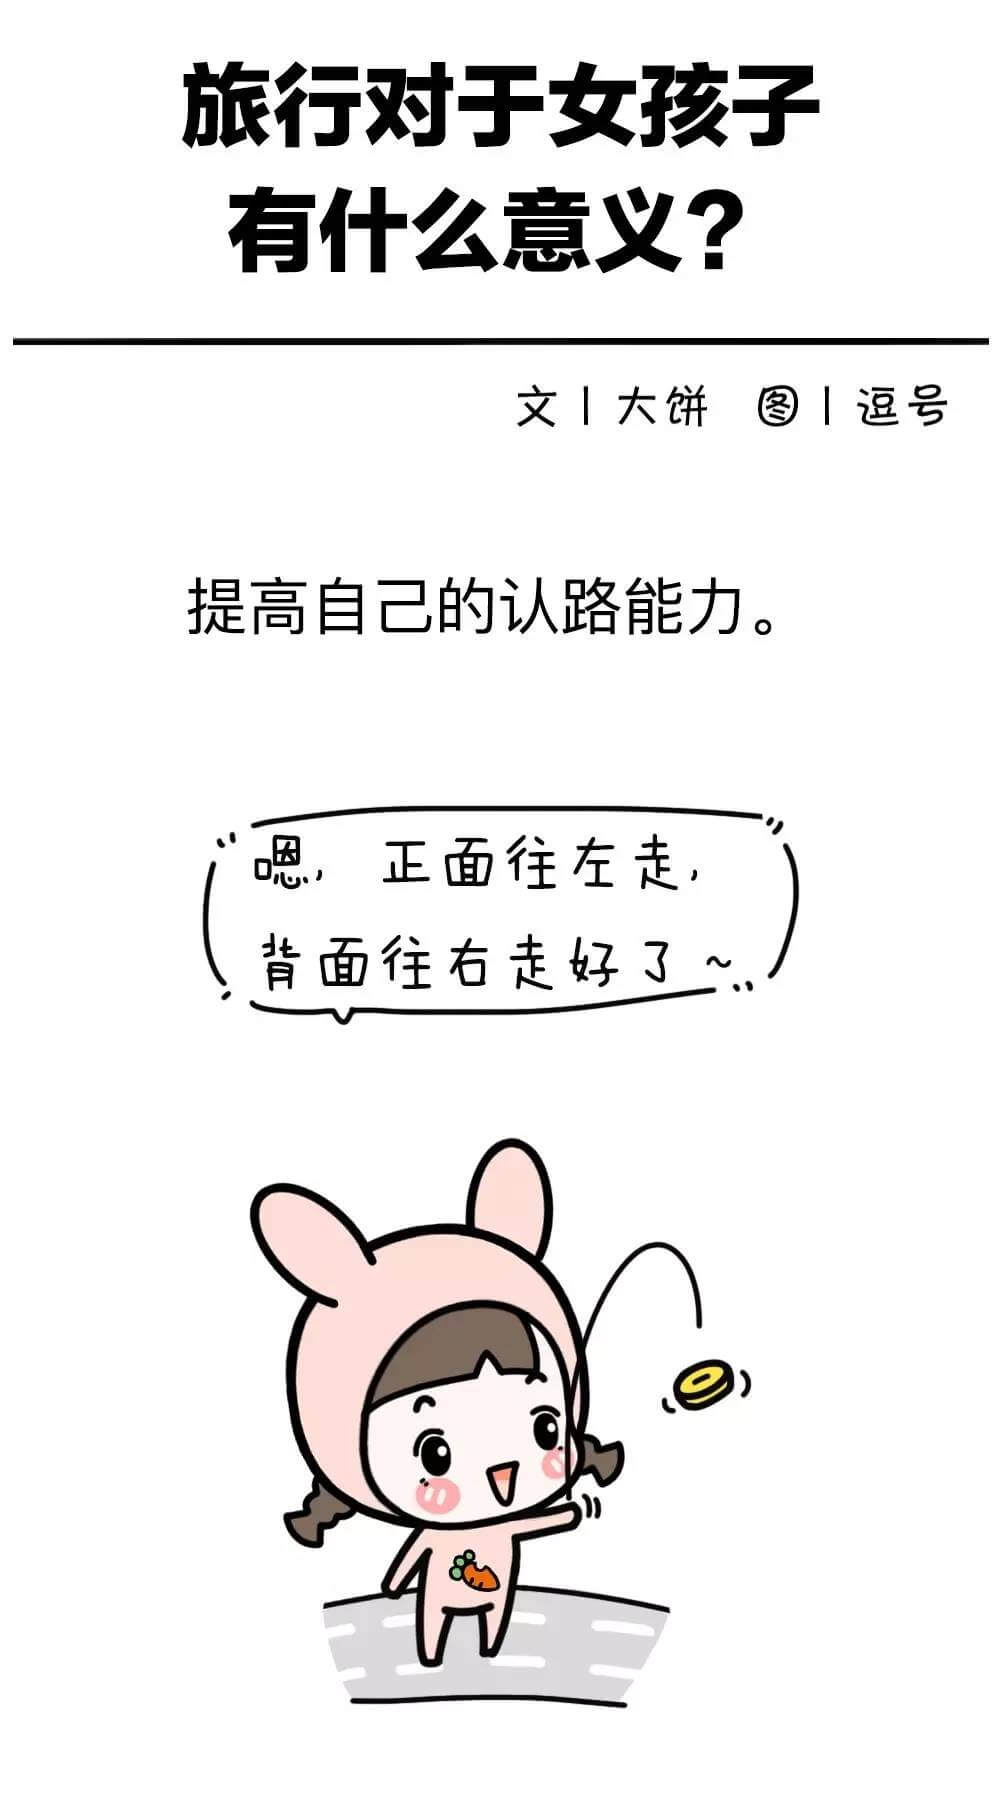 旅行对于女孩子
有什么意义?
文|大饼 图|逗号
提高自己的认路能力。
嗯,正面往左走,
背面往右走好了~